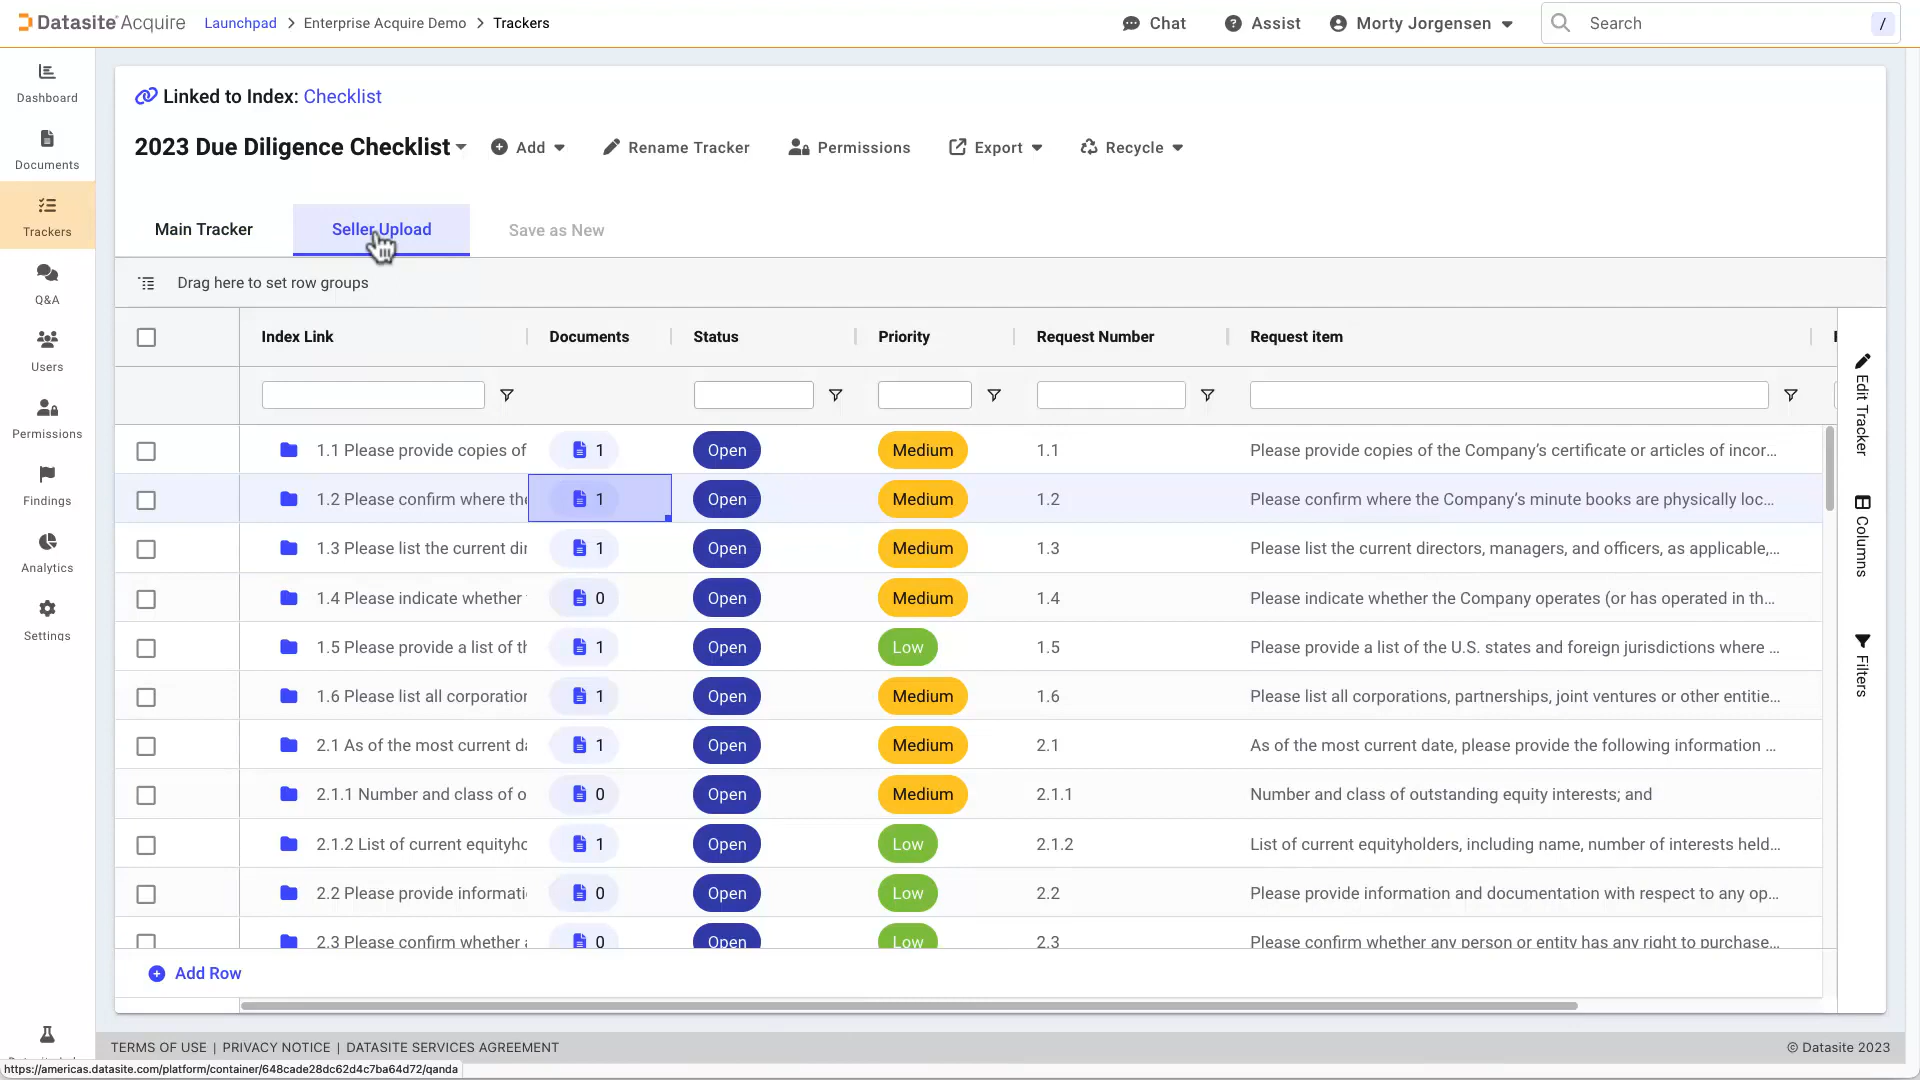 Datasite Acquire Launchpad > Enterprise Acquire Demo > Trackers Chat Assist Morty Jorgensen Search /
Dashboard
Documents
Trackers
Q&A
Users
Permissions
Findings
Analytics
Settings
Linked to Index: Checklist
2023 Due Diligence Checklist Add Rename Tracker Permissions Export Recycle
Main Tracker Seller Upload Save as New
Drag here to set row groups
Index Link Documents Status Priority Request Number Request item
1.1 Please provide copies of 1 Open Medium 1.1 Please provide copies of the Company's certificate or articles of incor...
1.2 Please confirm where the 1 Open Medium 1.2 Please confirm where the Company's minute books are physically loc...
1.3 Please list the current dir 1 Open Medium 1.3 Please list the current directors, managers, and officers, as applicable,...
1.4 Please indicate whether 0 Open Medium 1.4 Please indicate whether the Company operates (or has operated in th...
1.5 Please provide a list of th 1 Open Low 1.5 Please provide a list of the U.S. states and foreign jurisdictions where ...
1.6 Please list all corporation 1 Open Medium 1.6 Please list all corporations, partnerships, joint ventures or other entitie...
2.1 As of the most current da 1 Open Medium 2.1 As of the most current date, please provide the following information ...
2.1.1 Number and class of o 0 Open Medium 2.1.1 Number and class of outstanding equity interests; and
2.1.2 List of current equityho 1 Open Low 2.1.2 List of current equityholders, including name, number of interests held...
2.2 Please provide informati 0 Open Low 2.2 Please provide information and documentation with respect to any op...
2.3 Please confirm whether a 0 Open Low 2.3 Please confirm whether any person or entity has any right to purchase...
Add Row
Edit Tracker
Columns
Filters
TERMS OF USE | PRIVACY NOTICE | DATASITE SERVICES AGREEMENT © Datasite 2023
https://americas.datasite.com/platform/container/648cade28dc62d4c7ba64d72/qanda